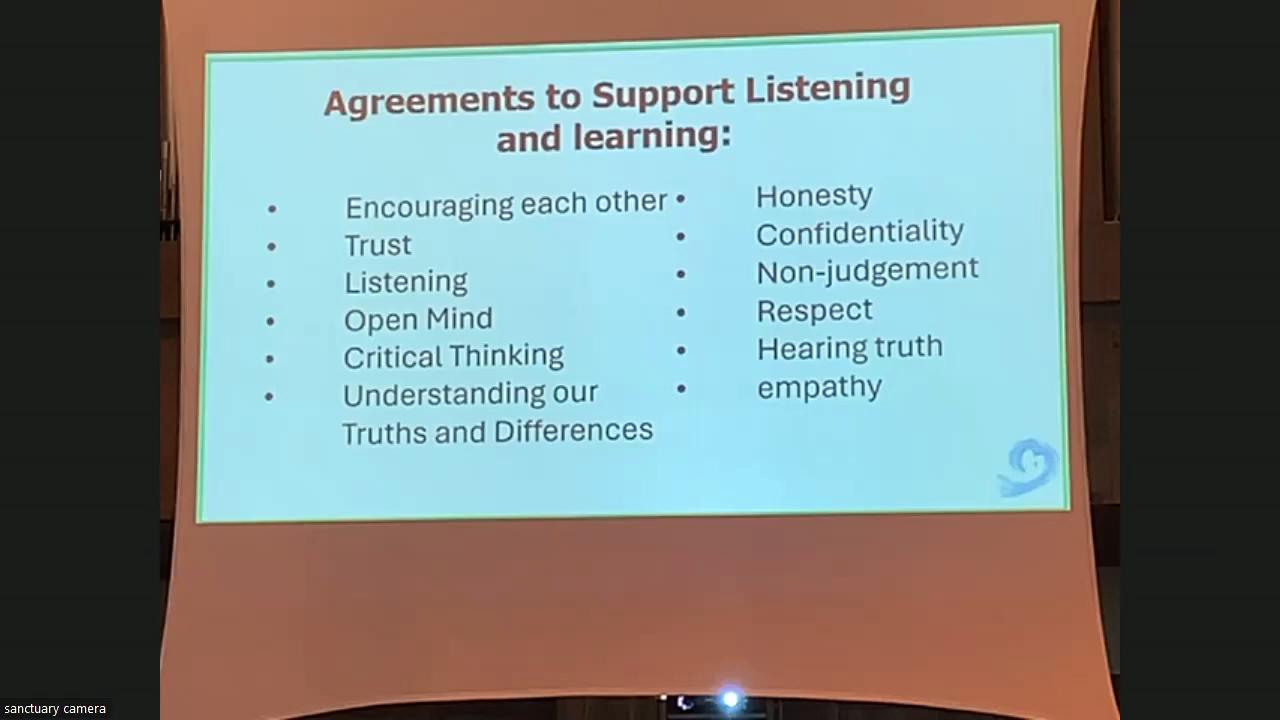 Agreements to Support Listening
and learning:
• Encouraging each other
• Trust
• Listening
• Open Mind
• Critical Thinking
• Understanding our
Truths and Differences
• Honesty
• Confidentiality
• Non-judgement
• Respect
• Hearing truth
• empathy
sanctuary camera